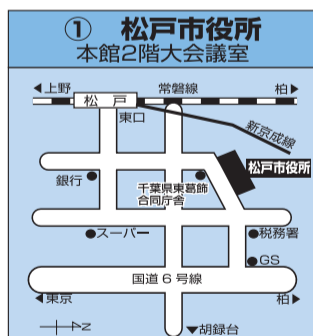 ① 松戸市役所
本館2階大会議室
◀上野 常磐線 柏▶
松戸
東口
新京成線
松戸市役所
銀行
千葉県東葛飾
合同庁舎
スーパー
税務署
GS
国道6号線
◀東京 柏▶
N
▼胡録台